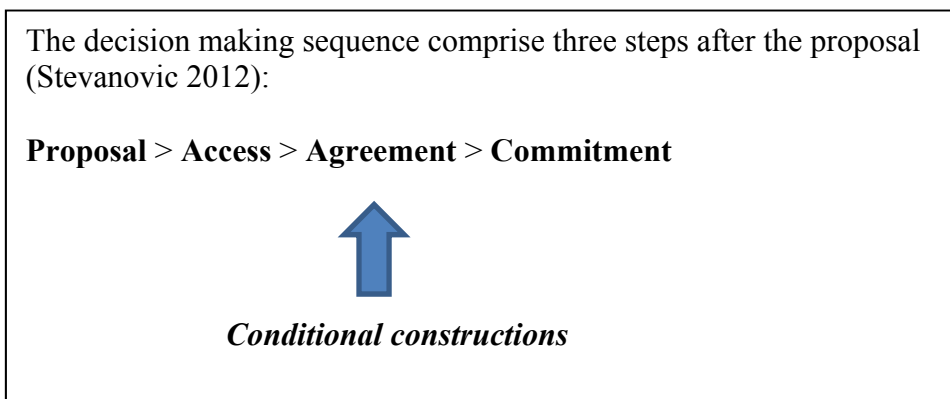 The decision making sequence comprise three steps after the proposal
(Stevanovic 2012):
Proposal > Access > Agreement > Commitment
Conditional constructions